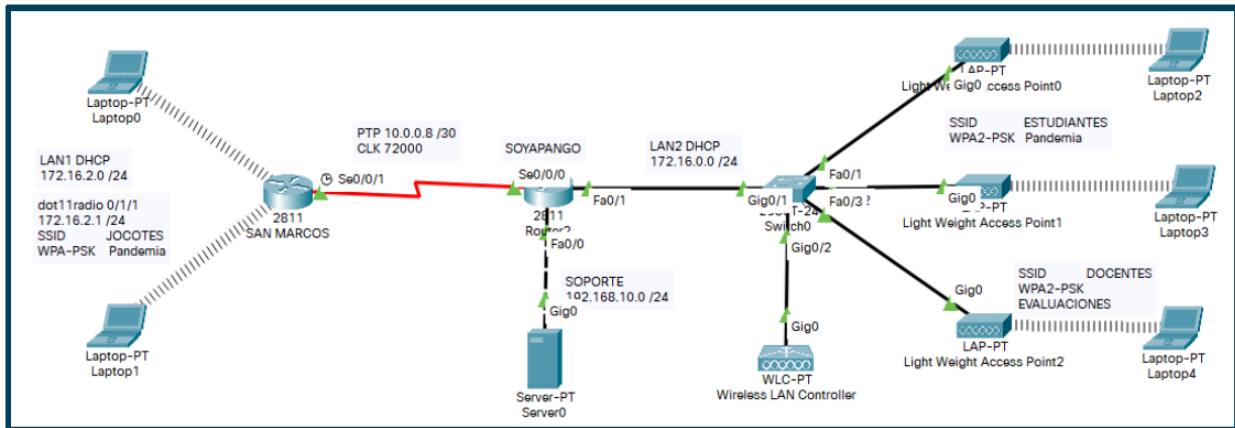 Laptop-PT
Laptop0
LAN1 DHCP
172.16.2.0 /24
dot11radio 0/1/1
172.16.2.1 /24
SSID JOCOTES
WPA-PSK Pandemia
Laptop-PT
Laptop1
PTP 10.0.0.8 /30
CLK 72000
Se0/0/1
2811
SAN MARCOS
SOYAPANGO
Se0/0/0
Fa0/1
2811
Router2
Fa0/0
SOPORTE
192.168.10.0 /24
Gig0
Server-PT
Server0
LAN2 DHCP
172.16.0.0 /24
Gig0/1
Fa0/1
Fa0/3
Switch0
Gig0/2
Gig0
WLC-PT
Wireless LAN Controller
LAP-PT
Light Weight Access Point0
Gig0
Laptop-PT
Laptop2
SSID ESTUDIANTES
WPA2-PSK Pandemia
Gig0
LAP-PT
Light Weight Access Point1
Laptop-PT
Laptop3
SSID DOCENTES
WPA2-PSK
EVALUACIONES
Gig0
LAP-PT
Light Weight Access Point2
Laptop-PT
Laptop4